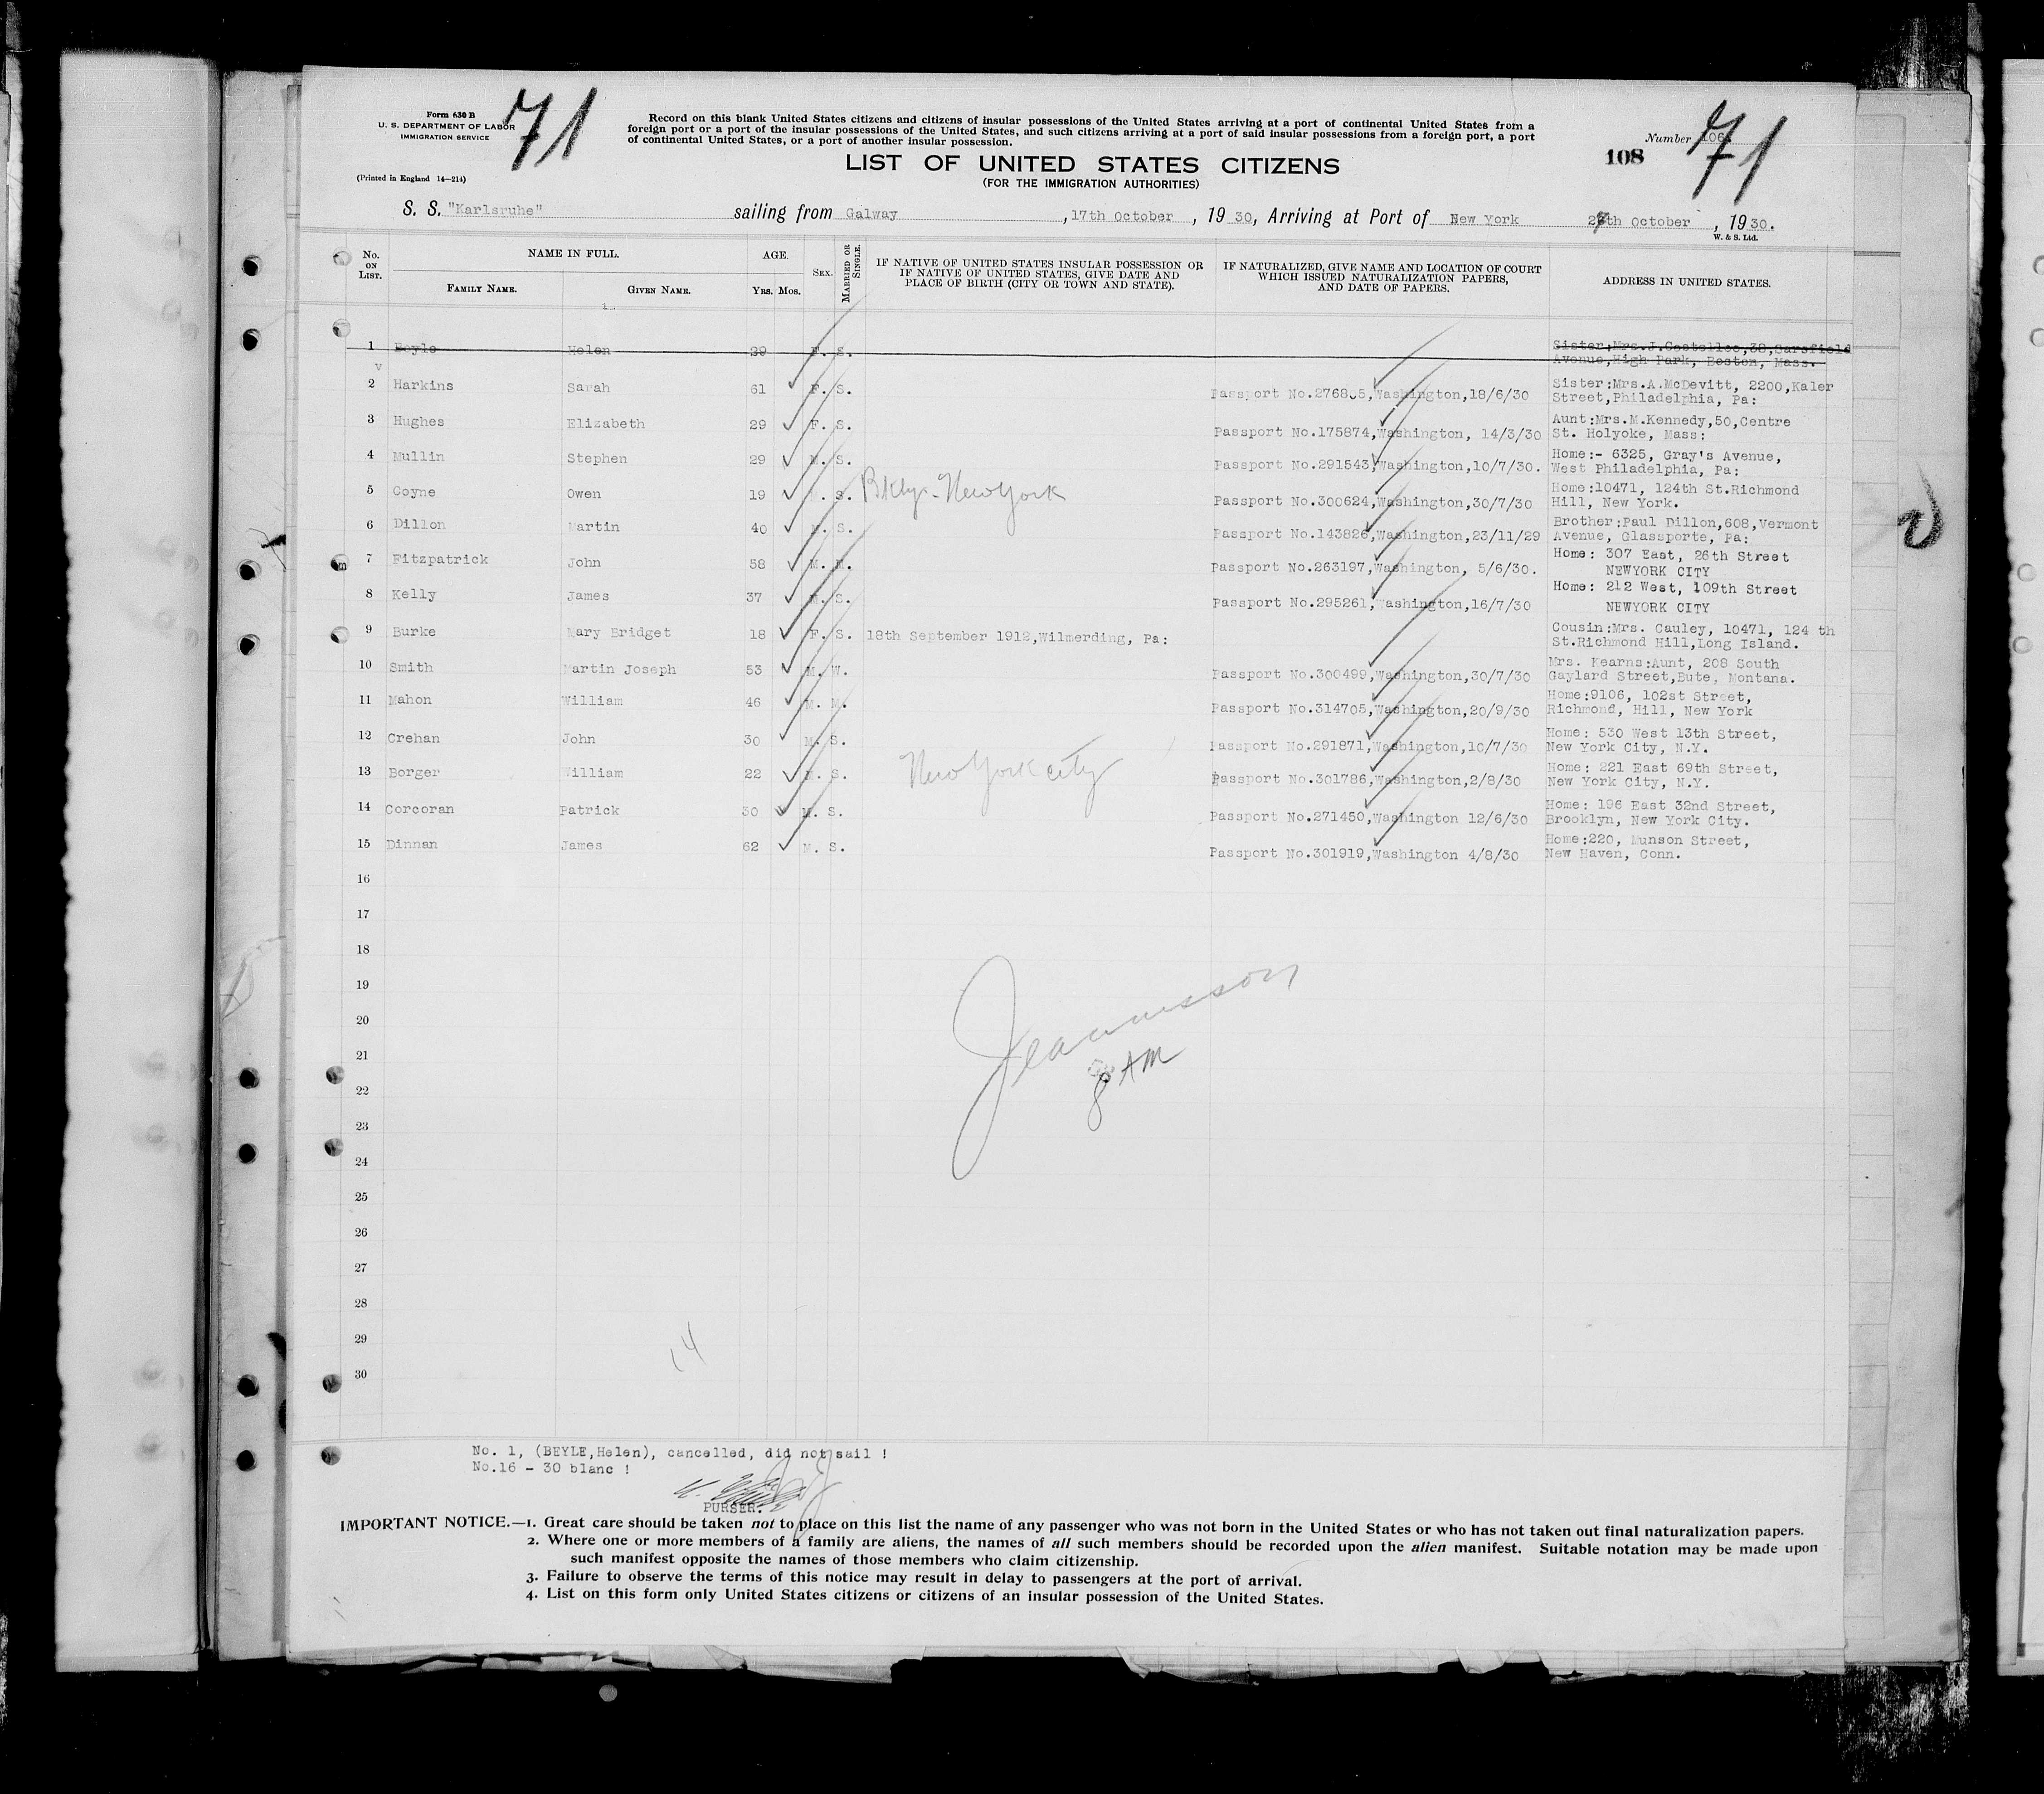 Form 630 B
U. S. DEPARTMENT OF LABOR
IMMIGRATION SERVICE
(Printed in England 14—214)
71
Record on this blank United States citizens and citizens of insular possessions of the United States arriving at a port of continental United States from a
foreign port or a port of the insular possessions of the United States, and such citizens arriving at a port of said insular possessions from a foreign port, a port
of continental United States, or a port of another insular possession.
Number
108
71
LIST OF UNITED STATES CITIZENS
(FOR THE IMMIGRATION AUTHORITIES)
S. S. "Karlsruhe" sailing from Galway, 17th October, 19 30, Arriving at Port of New York 27th October, 19 30.
W. & S. Ltd.
No. ON LIST. NAME IN FULL. AGE. SEX. MARRIED OR SINGLE. IF NATIVE OF UNITED STATES INSULAR POSSESSION OR IF NATIVE OF UNITED STATES, GIVE DATE AND PLACE OF BIRTH (CITY OR TOWN AND STATE). IF NATURALIZED, GIVE NAME AND LOCATION OF COURT WHICH ISSUED NATURALIZATION PAPERS, AND DATE OF PAPERS. ADDRESS IN UNITED STATES.
FAMILY NAME. GIVEN NAME. YRS. MOS.
1 Beyle Helen 29 F. S. Sister:Mrs.J.Costelloe,38,Sarsfield
Avenue,High Park, Boston, Mass.
2 Harkins Sarah 61 F. S. Passport No.276805,Washington,18/6/30 Sister:Mrs.A.McDevitt, 2200,Kaler
Street,Philadelphia, Pa:
3 Hughes Elizabeth 29 F. S. Passport No.175874,Washington, 14/3/30 Aunt:Mrs.M.Kennedy,50,Centre
St. Holyoke, Mass:
4 Mullin Stephen 29 M. S. Passport No.291543,Washington,10/7/30. Home:- 6325, Gray's Avenue,
West Philadelphia, Pa:
5 Coyne Owen 19 S. Bklyn. New York Passport No.300624,Washington,30/7/30 Home:10471, 124th St.Richmond
Hill, New York.
6 Dillon Martin 40 M. S. Passport No.143826,Washington,23/11/29 Brother:Paul Dillon,608,Vermont
Avenue, Glassporte, Pa:
7 Fitzpatrick John 58 M. M. Passport No.263197,Washington, 5/6/30. Home: 307 East, 26th Street
NEWYORK CITY
8 Kelly James 37 M. S. Passport No.295261,Washington,16/7/30 Home: 212 West, 109th Street
NEWYORK CITY
9 Burke Mary Bridget 18 F. S. 18th September 1912,Wilmerding, Pa: Cousin:Mrs. Cauley, 10471, 124 th
St.Richmond Hill,Long Island.
10 Smith Martin Joseph 53 M. W. Passport No.300499,Washington,30/7/30 Mrs. Kearns:Aunt, 208 South
Gaylard Street,Bute, Montana.
11 Mahon William 46 M. M. Passport No.314705,Washington,20/9/30 Home:9106, 102st Street,
Richmond, Hill, New York
12 Crehan John 30 M. S. Passport No.291871,Washington,10/7/30 Home: 530 West 13th Street,
New York City, N.Y.
13 Borger William 22 M. S. New York City Passport No.301786,Washington,2/8/30 Home: 221 East 69th Street,
New York City, N.Y.
14 Corcoran Patrick 30 M. S. Passport No.271450,Washington 12/6/30 Home: 196 East 32nd Street,
Brooklyn, New York City.
15 Dinnan James 62 M. S. Passport No.301919,Washington 4/8/30 Home:220, Munson Street,
New Haven, Conn.
16
17
18
19
20
21
22
23
24
25
26
27
28
29
30
8 AM
14
No. 1, (BEYLE,Helen), cancelled, did not sail !
No.16 - 30 blanc !
PURSER.
IMPORTANT NOTICE.—1. Great care should be taken not to place on this list the name of any passenger who was not born in the United States or who has not taken out final naturalization papers.
2. Where one or more members of a family are aliens, the names of all such members should be recorded upon the alien manifest. Suitable notation may be made upon
such manifest opposite the names of those members who claim citizenship.
3. Failure to observe the terms of this notice may result in delay to passengers at the port of arrival.
4. List on this form only United States citizens or citizens of an insular possession of the United States.